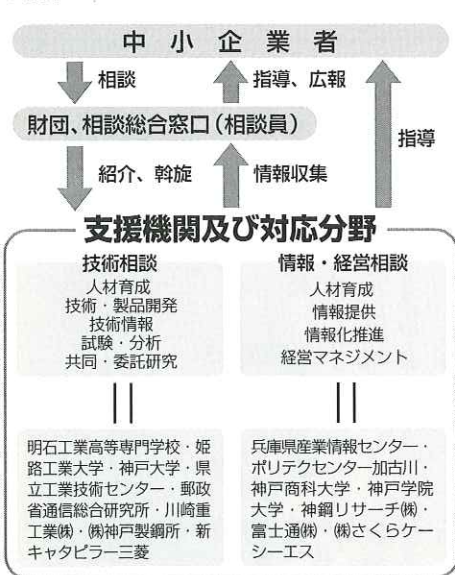 中小企業者
相談
指導、広報
指導
財団、相談総合窓口(相談員)
紹介、斡旋
情報収集
支援機関及び対応分野
技術相談
人材育成
技術・製品開発
技術情報
試験・分析
共同・委託研究
情報・経営相談
人材育成
情報提供
情報化推進
経営マネジメント
明石工業高等専門学校・姫
路工業大学・神戸大学・県
立工業技術センター・郵政
省通信総合研究所・川崎重
工業㈱・㈱神戸製鋼所・新
キャタピラー三菱
兵庫県産業情報センター・
ポリテクセンター加古川・
神戸商科大学・神戸学院
大学・神鋼リサーチ㈱・
富士通㈱・㈱さくらケー
シーエス